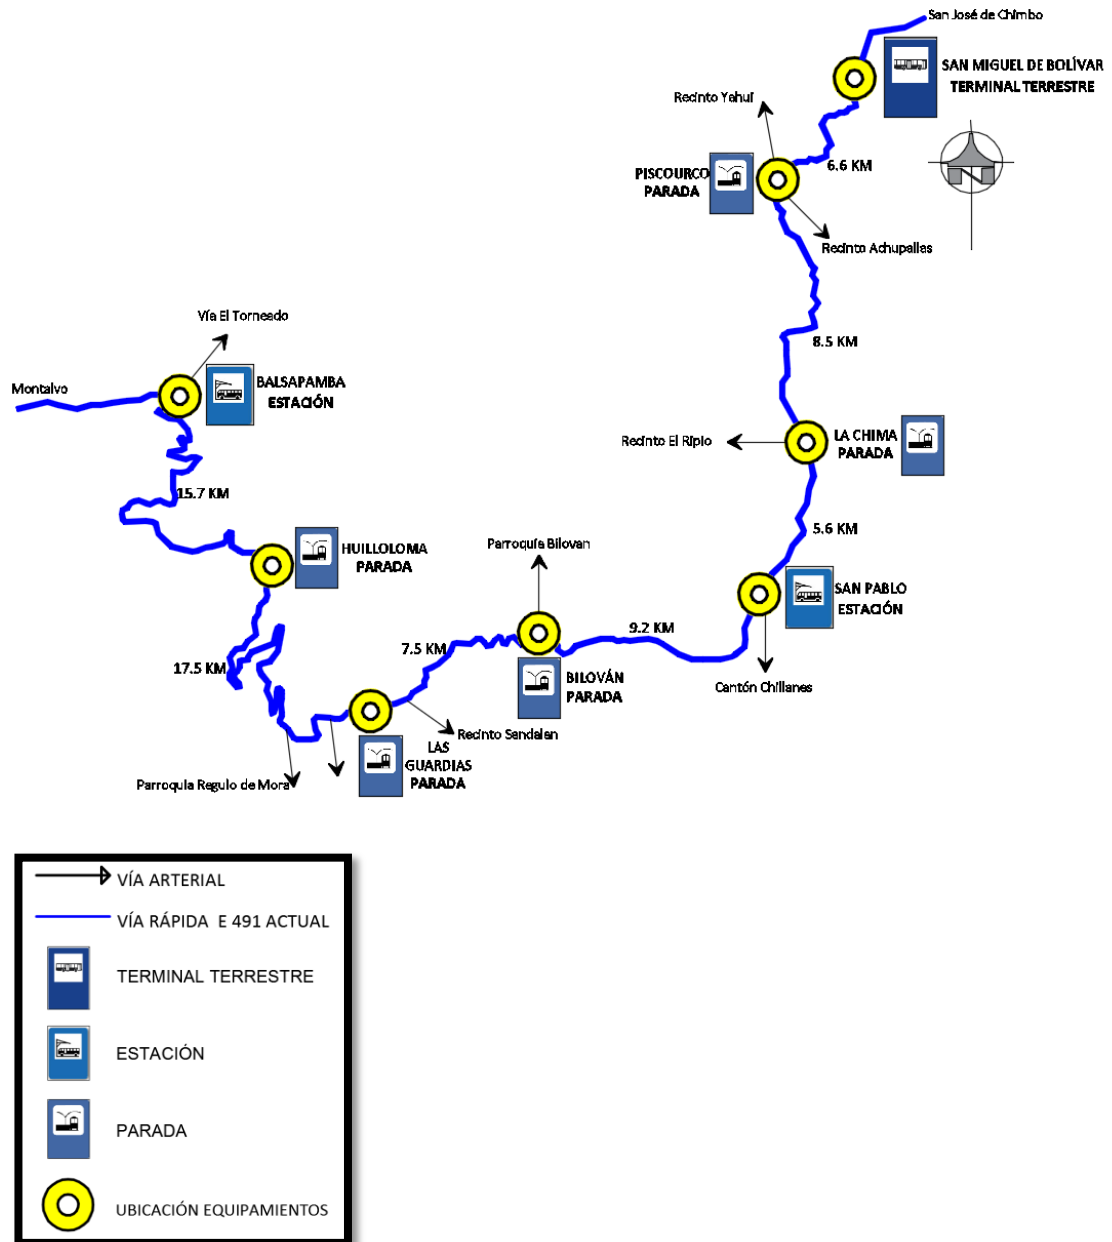 San José de Chimbo
SAN MIGUEL DE BOLÍVAR
TERMINAL TERRESTRE
Recinto Yahuí
6.6 KM
PISCOURCO
PARADA
Recinto Achupallas
Vía El Torneado
8.5 KM
Montalvo
BALSAPAMBA
ESTACIÓN
Recinto El Ripio
LA CHIMA
PARADA
15.7 KM
5.6 KM
HUILLOLOMA
PARADA
Parroquía Bilovan
SAN PABLO
ESTACIÓN
9.2 KM
7.5 KM
17.5 KM
BILOVÁN
PARADA
Cantón Chillanes
Recinto Sandalan
LAS
GUARDIAS
PARADA
Parroquia Regulo de Mora
VÍA ARTERIAL
VÍA RÁPIDA E 491 ACTUAL
TERMINAL TERRESTRE
ESTACIÓN
PARADA
UBICACIÓN EQUIPAMIENTOS